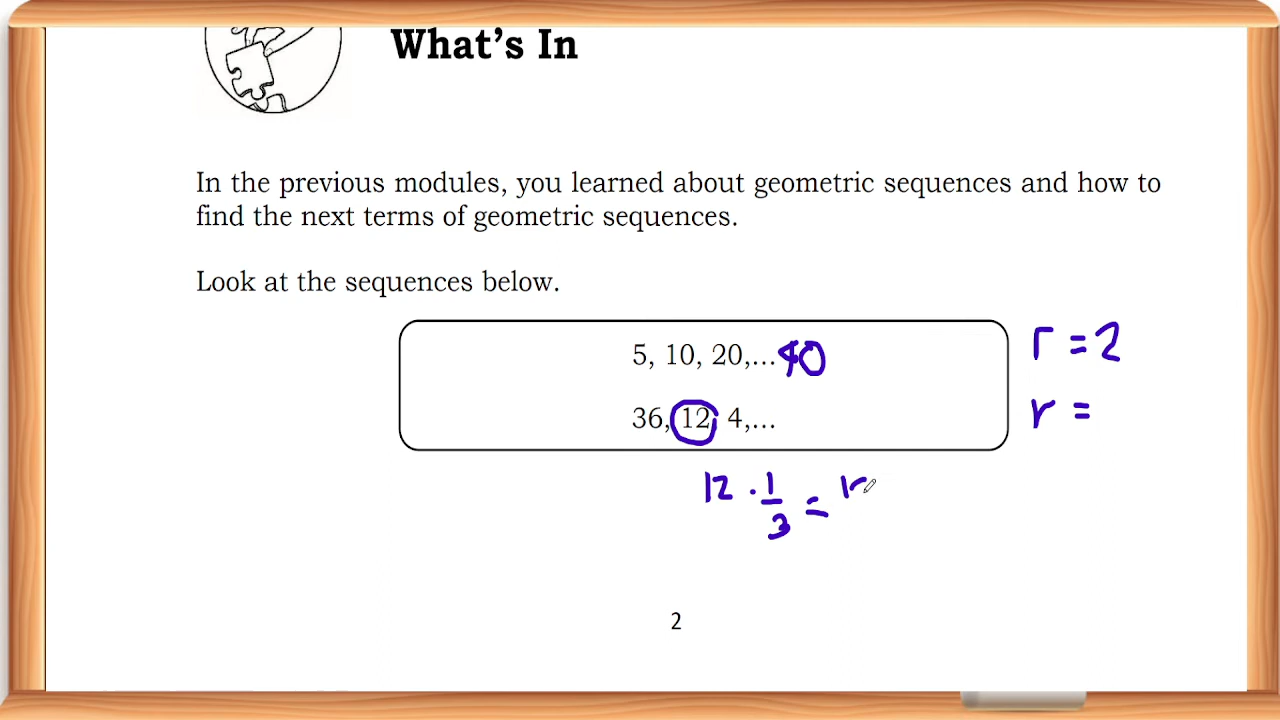 What's In
In the previous modules, you learned about geometric sequences and how to
find the next terms of geometric sequences.
Look at the sequences below.
5, 10, 20,... 40
r = 2
36, 12, 4,...
r =
12 · 1/3 =
2